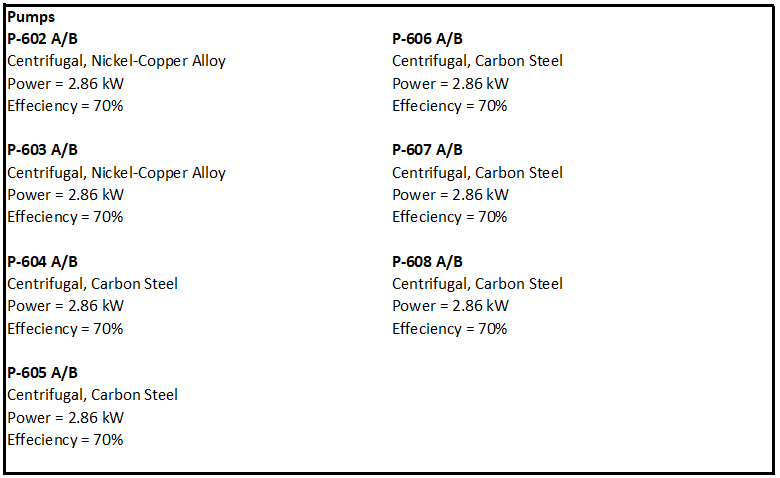 Pumps
P-602 A/B
Centrifugal, Nickel-Copper Alloy
Power = 2.86 kW
Effeciency = 70%
P-603 A/B
Centrifugal, Nickel-Copper Alloy
Power = 2.86 kW
Effeciency = 70%
P-604 A/B
Centrifugal, Carbon Steel
Power = 2.86 kW
Effeciency = 70%
P-605 A/B
Centrifugal, Carbon Steel
Power = 2.86 kW
Effeciency = 70%
P-606 A/B
Centrifugal, Carbon Steel
Power = 2.86 kW
Effeciency = 70%
P-607 A/B
Centrifugal, Carbon Steel
Power = 2.86 kW
Effeciency = 70%
P-608 A/B
Centrifugal, Carbon Steel
Power = 2.86 kW
Effeciency = 70%